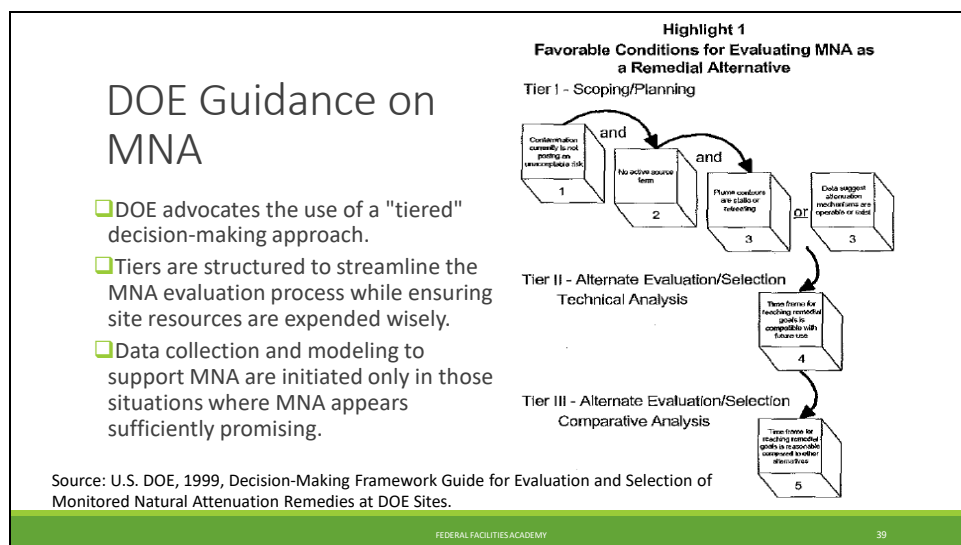 DOE Guidance on
MNA
DOE advocates the use of a "tiered"
decision-making approach.
Tiers are structured to streamline the
MNA evaluation process while ensuring
site resources are expended wisely.
Data collection and modeling to
support MNA are initiated only in those
situations where MNA appears
sufficiently promising.
Highlight 1
Favorable Conditions for Evaluating MNA as
a Remedial Alternative
Tier I - Scoping/Planning
Contamination
currently is not
posing an
unacceptable risk
1
and
No active source
term
2
and
Plume contours
are static or
retreating
3
or
Data suggest
attenuation
mechanisms are
operable or exist
3
Tier II - Alternate Evaluation/Selection
Technical Analysis
Time frame for
reaching remedial
goals is
compatible with
future use
4
Tier III - Alternate Evaluation/Selection
Comparative Analysis
Time frame for
reaching remedial
goals is reasonable
compared to other
alternatives
5
Source: U.S. DOE, 1999, Decision-Making Framework Guide for Evaluation and Selection of
Monitored Natural Attenuation Remedies at DOE Sites.
FEDERAL FACILITIES ACADEMY
39